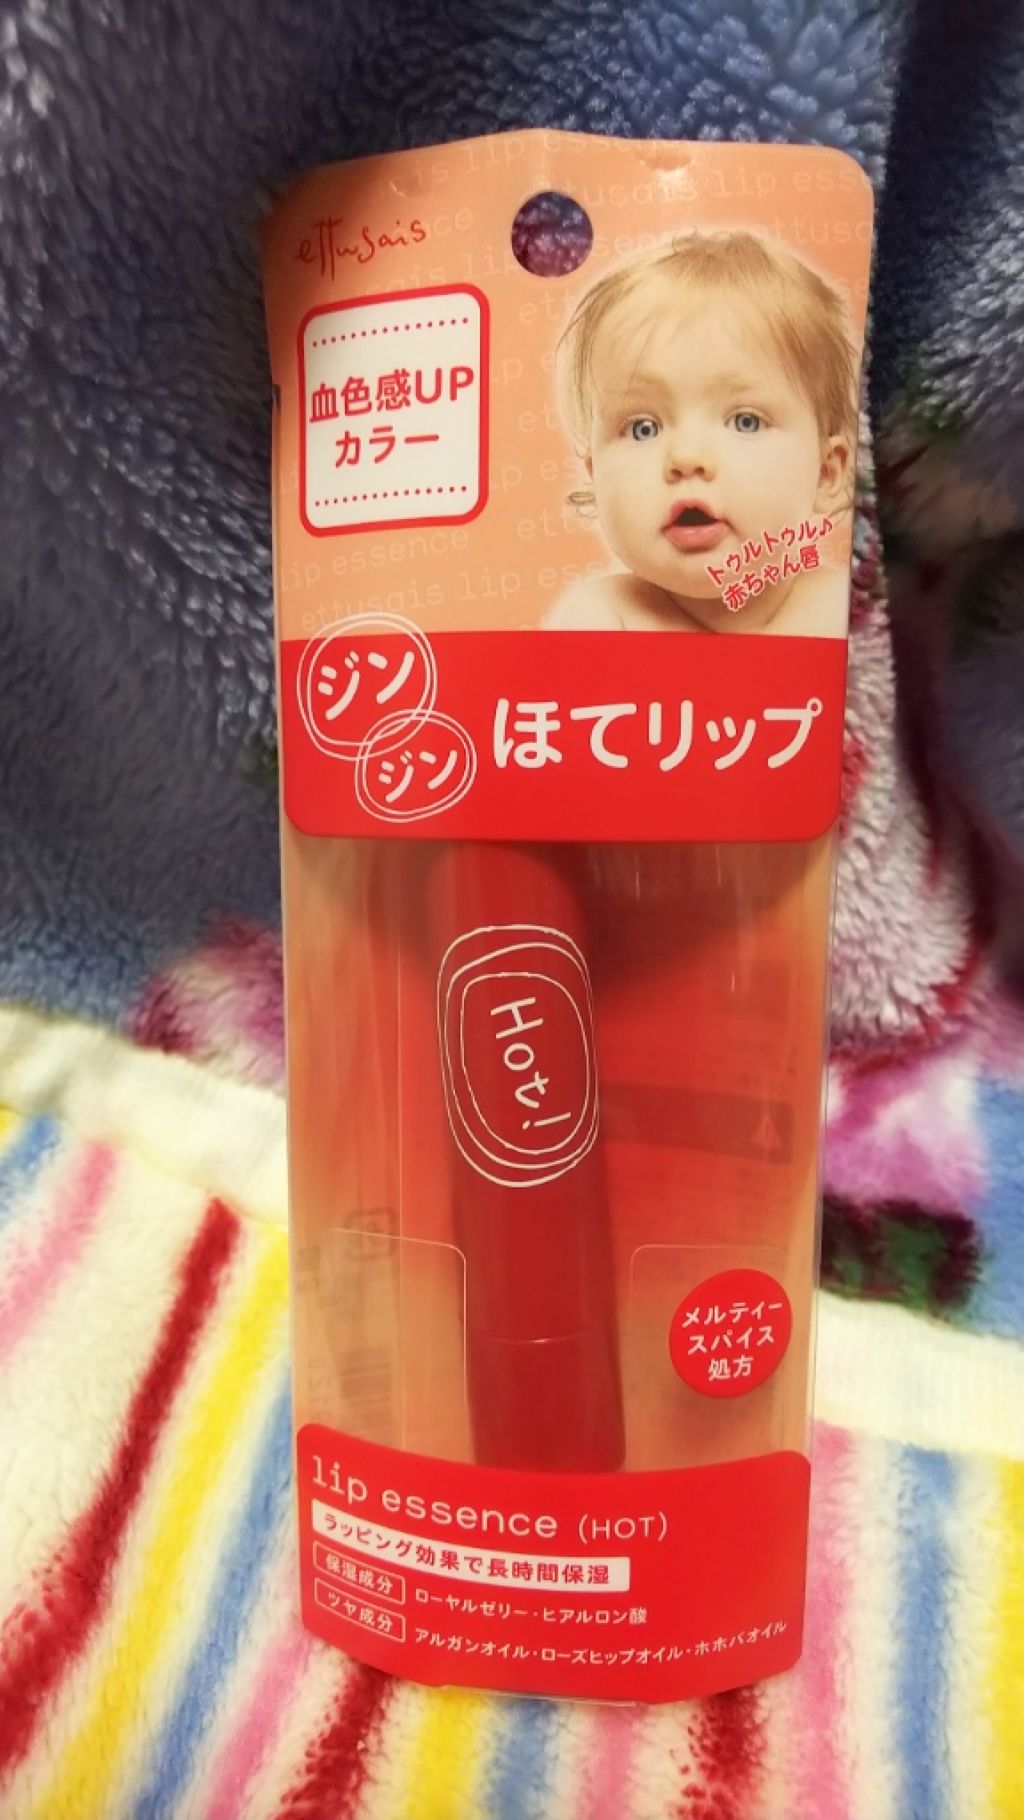 ettusais
血色感UP
カラー
トゥルトゥル♪
赤ちゃん唇
ジン
ジン
ほてリップ
Hot!
メルティー
スパイス
処方
lip essence (HOT)
ラッピング効果で長時間保湿
保湿成分 ローヤルゼリー・ヒアルロン酸
ツヤ成分 アルガンオイル・ローズヒップオイル・ホホバオイル